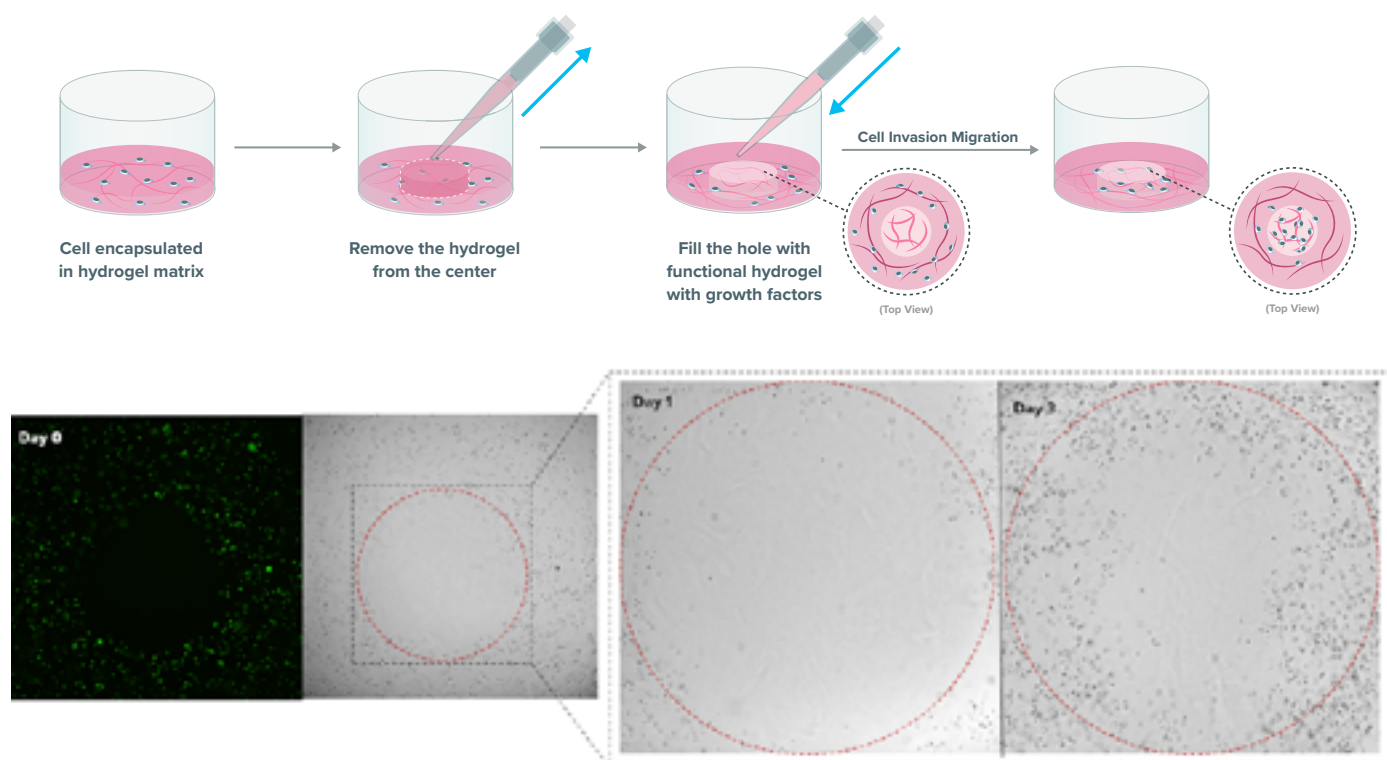 Cell encapsulated
in hydrogel matrix
Remove the hydrogel
from the center
Fill the hole with
functional hydrogel
with growth factors
(Top View)
Cell Invasion Migration
(Top View)
Day 0
Day 1
Day 3